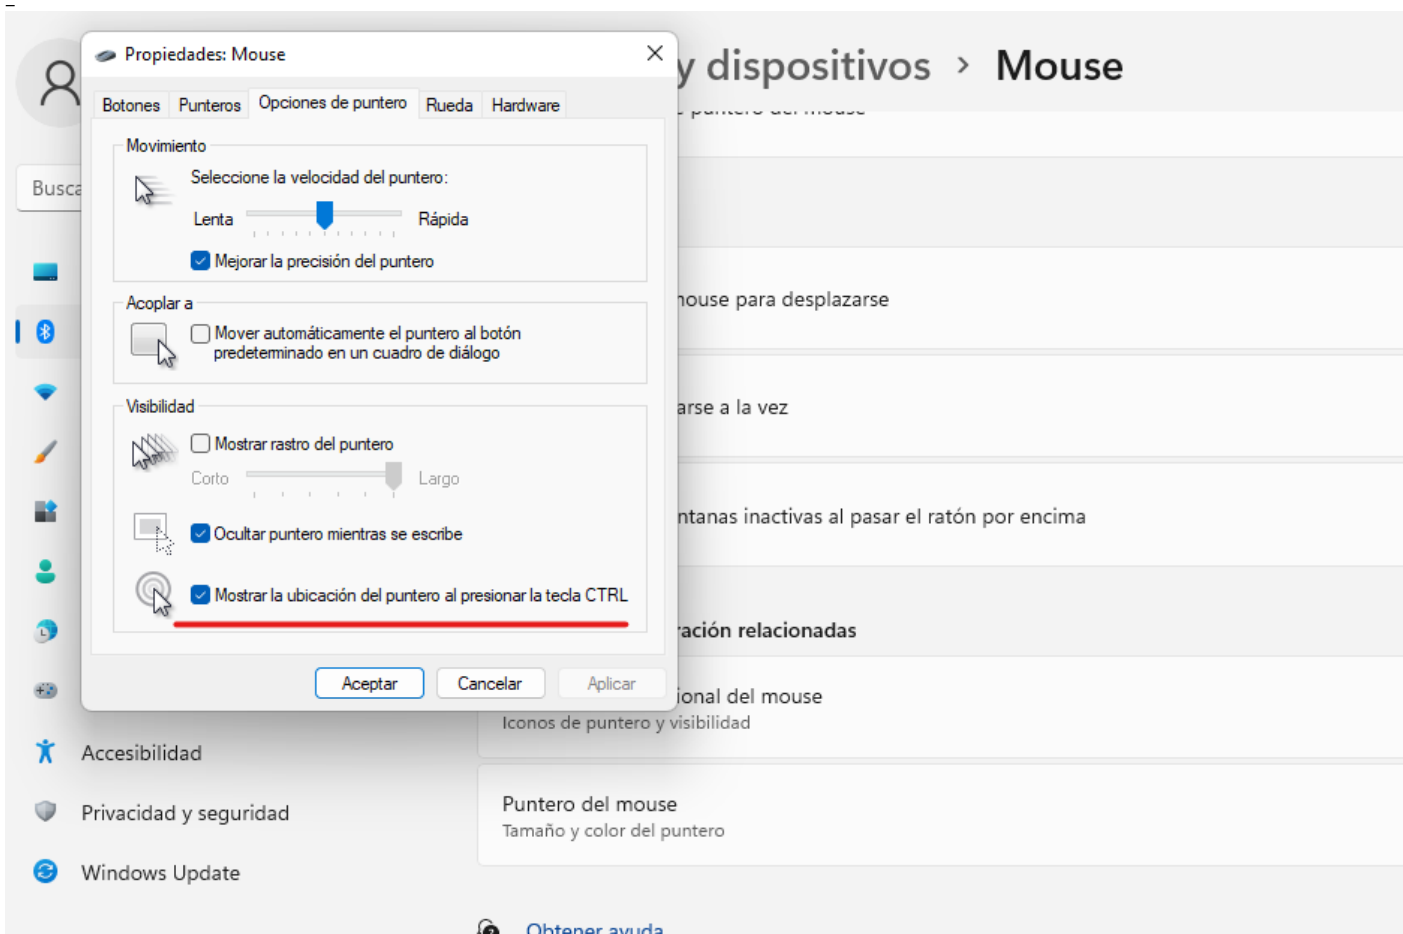 Propiedades: Mouse
y dispositivos > Mouse
Botones Punteros Opciones de puntero Rueda Hardware
Movimiento
Seleccione la velocidad del puntero:
Lenta Rápida
Mejorar la precisión del puntero
Acoplar a
Mover automáticamente el puntero al botón
predeterminado en un cuadro de diálogo
Visibilidad
Mostrar rastro del puntero
Corto Largo
Ocultar puntero mientras se escribe
Mostrar la ubicación del puntero al presionar la tecla CTRL
Aceptar Cancelar Aplicar
Busca
Accesibilidad
Privacidad y seguridad
Windows Update
puntero del mouse
mouse para desplazarse
arse a la vez
ntanas inactivas al pasar el ratón por encima
ración relacionadas
ional del mouse
Iconos de puntero y visibilidad
Puntero del mouse
Tamaño y color del puntero
Obtener ayuda